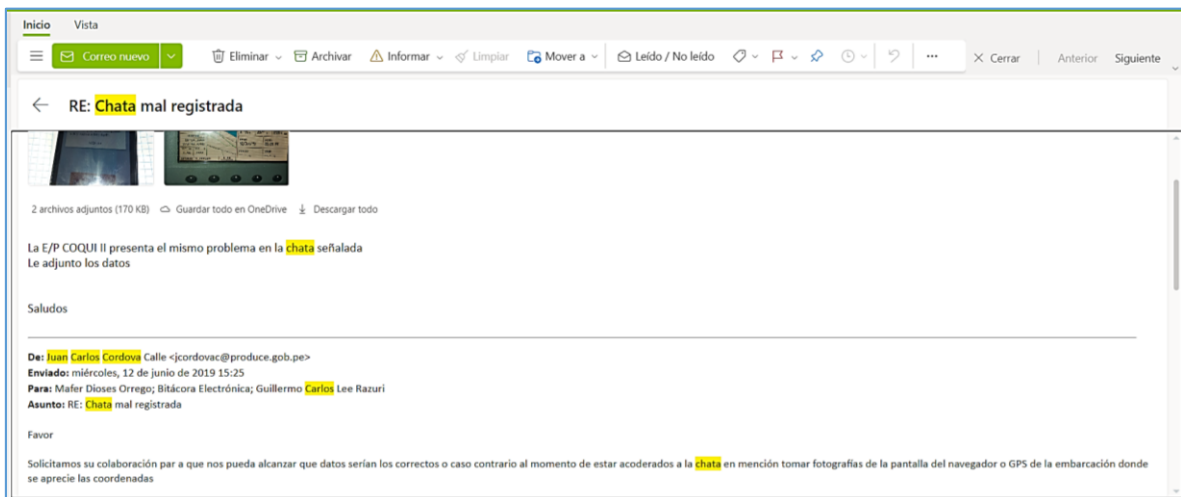 Inicio Vista
Correo nuevo Eliminar Archivar Informar Limpiar Mover a Leído / No leído ... Cerrar Anterior Siguiente
RE: Chata mal registrada
2 archivos adjuntos (170 KB) Guardar todo en OneDrive Descargar todo
La E/P COQUI II presenta el mismo problema en la chata señalada
Le adjunto los datos
Saludos
De: Juan Carlos Cordova Calle <jcordovac@produce.gob.pe>
Enviado: miércoles, 12 de junio de 2019 15:25
Para: Mafer Dioses Orrego; Bitácora Electrónica; Guillermo Carlos Lee Razuri
Asunto: RE: Chata mal registrada
Favor
Solicitamos su colaboración par a que nos pueda alcanzar que datos serían los correctos o caso contrario al momento de estar acoderados a la chata en mención tomar fotografías de la pantalla del navegador o GPS de la embarcación donde
se aprecie las coordenadas